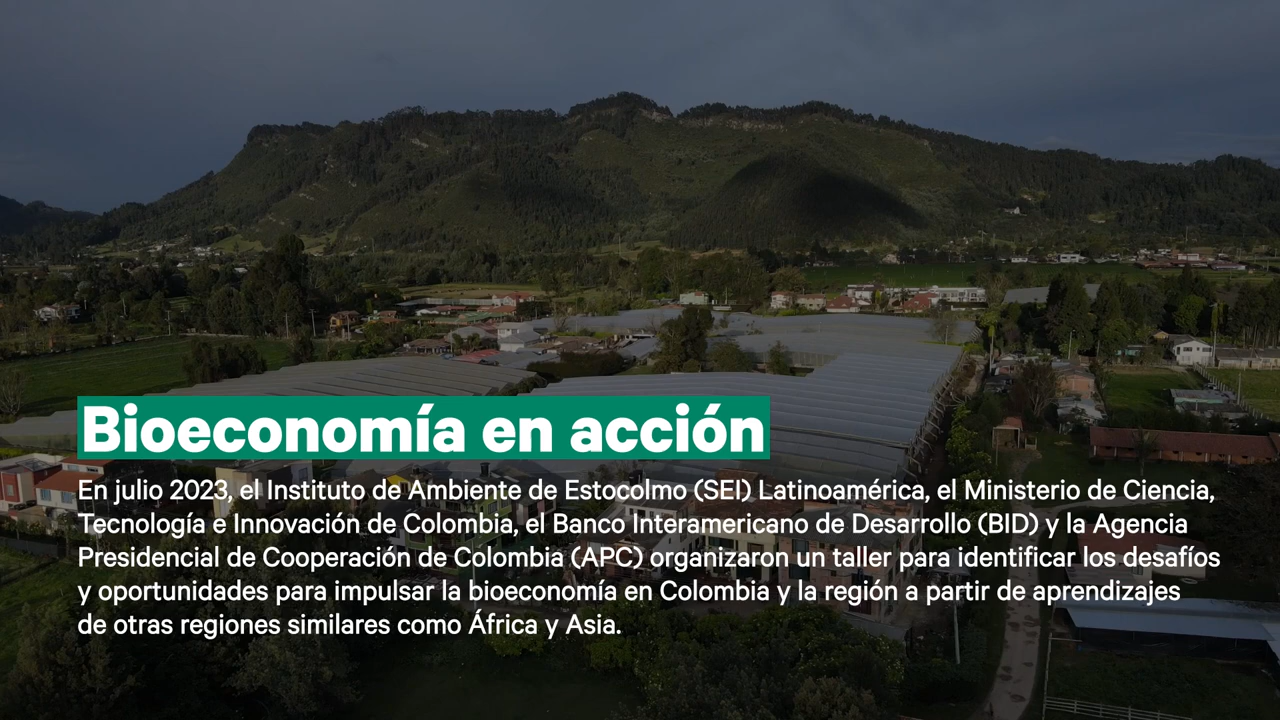 Bioeconomía en acción
En julio 2023, el Instituto de Ambiente de Estocolmo (SEI) Latinoamérica, el Ministerio de Ciencia,
Tecnología e Innovación de Colombia, el Banco Interamericano de Desarrollo (BID) y la Agencia
Presidencial de Cooperación de Colombia (APC) organizaron un taller para identificar los desafíos
y oportunidades para impulsar la bioeconomía en Colombia y la región a partir de aprendizajes
de otras regiones similares como África y Asia.